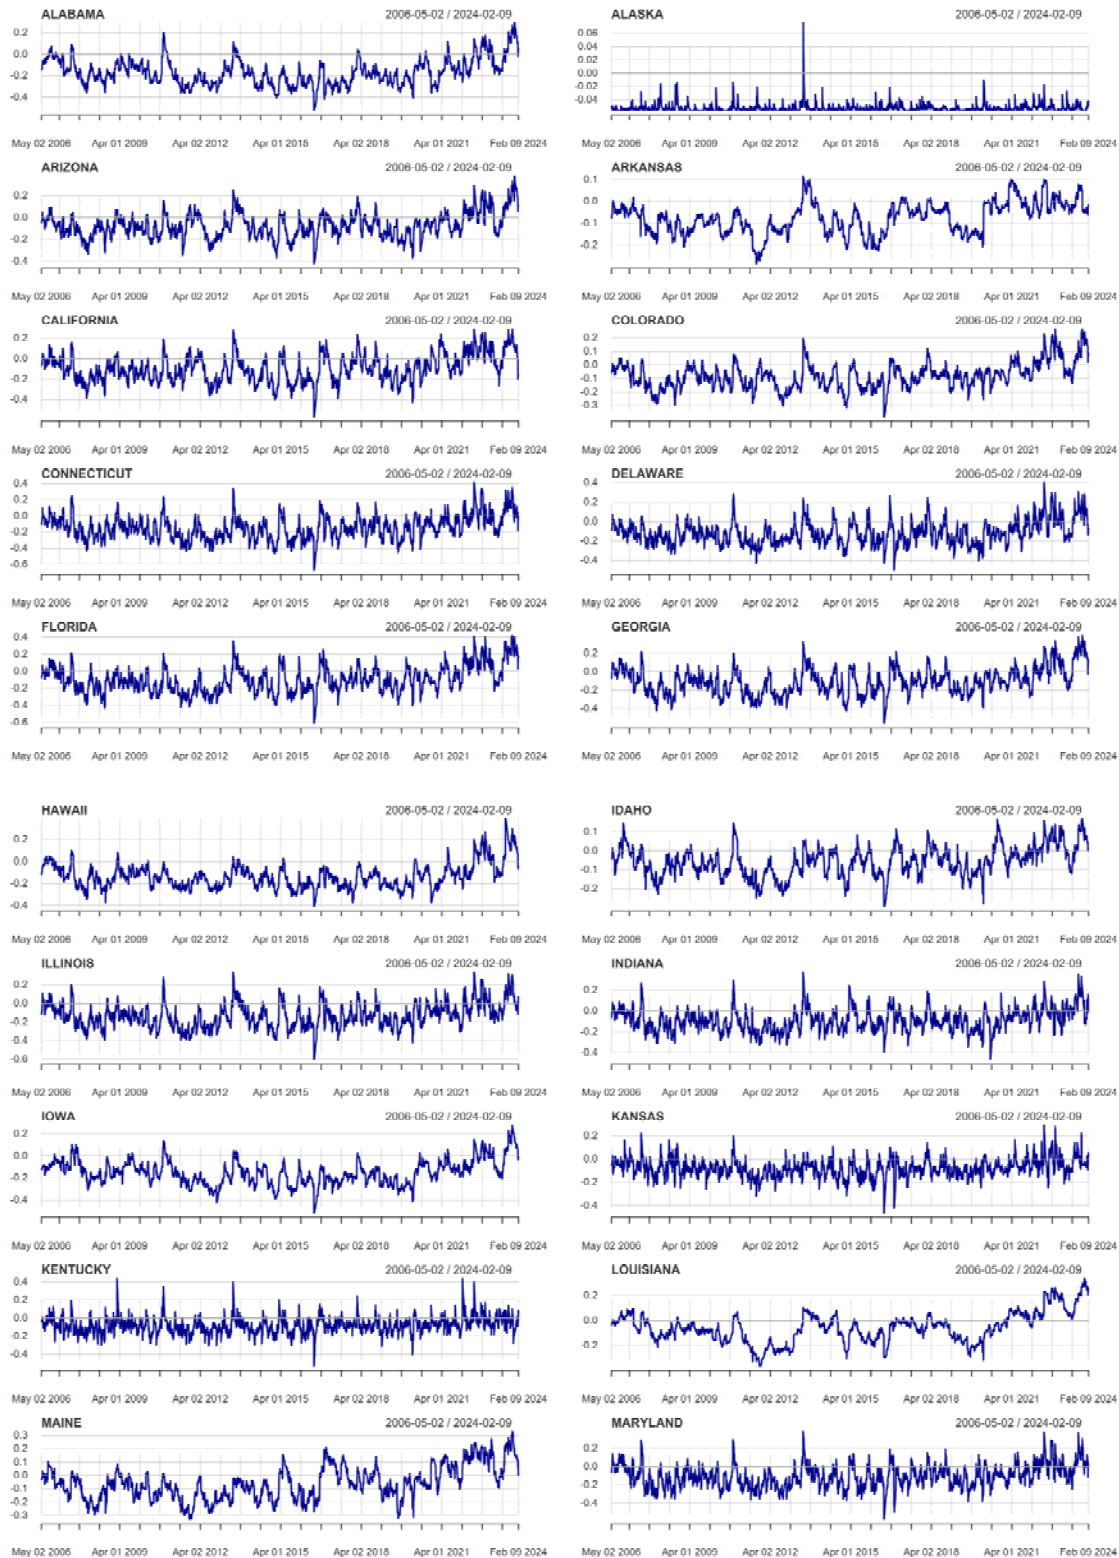 ALABAMA 2006-05-02 / 2024-02-09
0.2
0.0
-0.2
-0.4
May 02 2006 Apr 01 2009 Apr 02 2012 Apr 01 2015 Apr 02 2018 Apr 01 2021 Feb 09 2024
ALASKA 2006-05-02 / 2024-02-09
0.06
0.04
0.02
0.00
-0.04
May 02 2006 Apr 01 2009 Apr 02 2012 Apr 01 2015 Apr 02 2018 Apr 01 2021 Feb 09 2024
ARIZONA 2006-05-02 / 2024-02-09
0.2
0.0
-0.2
-0.4
May 02 2006 Apr 01 2009 Apr 02 2012 Apr 01 2015 Apr 02 2018 Apr 01 2021 Feb 09 2024
ARKANSAS 2006-05-02 / 2024-02-09
0.1
0.0
-0.1
-0.2
May 02 2006 Apr 01 2009 Apr 02 2012 Apr 01 2015 Apr 02 2018 Apr 01 2021 Feb 09 2024
CALIFORNIA 2006-05-02 / 2024-02-09
0.2
0.0
-0.2
-0.4
May 02 2006 Apr 01 2009 Apr 02 2012 Apr 01 2015 Apr 02 2018 Apr 01 2021 Feb 09 2024
COLORADO 2006-05-02 / 2024-02-09
0.2
0.1
0.0
-0.1
-0.2
-0.3
May 02 2006 Apr 01 2009 Apr 02 2012 Apr 01 2015 Apr 02 2018 Apr 01 2021 Feb 09 2024
CONNECTICUT 2006-05-02 / 2024-02-09
0.4
0.2
0.0
-0.2
-0.4
-0.6
May 02 2006 Apr 01 2009 Apr 02 2012 Apr 01 2015 Apr 02 2018 Apr 01 2021 Feb 09 2024
DELAWARE 2006-05-02 / 2024-02-09
0.4
0.2
0.0
-0.2
-0.4
May 02 2006 Apr 01 2009 Apr 02 2012 Apr 01 2015 Apr 02 2018 Apr 01 2021 Feb 09 2024
FLORIDA 2006-05-02 / 2024-02-09
0.4
0.2
0.0
-0.2
-0.4
-0.6
May 02 2006 Apr 01 2009 Apr 02 2012 Apr 01 2015 Apr 02 2018 Apr 01 2021 Feb 09 2024
GEORGIA 2006-05-02 / 2024-02-09
0.2
0.0
-0.2
-0.4
May 02 2006 Apr 01 2009 Apr 02 2012 Apr 01 2015 Apr 02 2018 Apr 01 2021 Feb 09 2024
HAWAII 2006-05-02 / 2024-02-09
0.2
0.0
-0.2
-0.4
May 02 2006 Apr 01 2009 Apr 02 2012 Apr 01 2015 Apr 02 2018 Apr 01 2021 Feb 09 2024
IDAHO 2006-05-02 / 2024-02-09
0.1
0.0
-0.1
-0.2
May 02 2006 Apr 01 2009 Apr 02 2012 Apr 01 2015 Apr 02 2018 Apr 01 2021 Feb 09 2024
ILLINOIS 2006-05-02 / 2024-02-09
0.2
0.0
-0.2
-0.4
-0.6
May 02 2006 Apr 01 2009 Apr 02 2012 Apr 01 2015 Apr 02 2018 Apr 01 2021 Feb 09 2024
INDIANA 2006-05-02 / 2024-02-09
0.2
0.0
-0.2
-0.4
May 02 2006 Apr 01 2009 Apr 02 2012 Apr 01 2015 Apr 02 2018 Apr 01 2021 Feb 09 2024
IOWA 2006-05-02 / 2024-02-09
0.2
0.0
-0.2
-0.4
May 02 2006 Apr 01 2009 Apr 02 2012 Apr 01 2015 Apr 02 2018 Apr 01 2021 Feb 09 2024
KANSAS 2006-05-02 / 2024-02-09
0.2
0.0
-0.2
-0.4
May 02 2006 Apr 01 2009 Apr 02 2012 Apr 01 2015 Apr 02 2018 Apr 01 2021 Feb 09 2024
KENTUCKY 2006-05-02 / 2024-02-09
0.4
0.2
-0.0
-0.2
-0.4
May 02 2006 Apr 01 2009 Apr 02 2012 Apr 01 2015 Apr 02 2018 Apr 01 2021 Feb 09 2024
LOUISIANA 2006-05-02 / 2024-02-09
0.2
0.0
-0.2
May 02 2006 Apr 01 2009 Apr 02 2012 Apr 01 2015 Apr 02 2018 Apr 01 2021 Feb 09 2024
MAINE 2006-05-02 / 2024-02-09
0.3
0.2
0.1
0.0
-0.1
-0.2
-0.3
May 02 2006 Apr 01 2009 Apr 02 2012 Apr 01 2015 Apr 02 2018 Apr 01 2021 Feb 09 2024
MARYLAND 2006-05-02 / 2024-02-09
0.2
0.0
-0.2
-0.4
May 02 2006 Apr 01 2009 Apr 02 2012 Apr 01 2015 Apr 02 2018 Apr 01 2021 Feb 09 2024